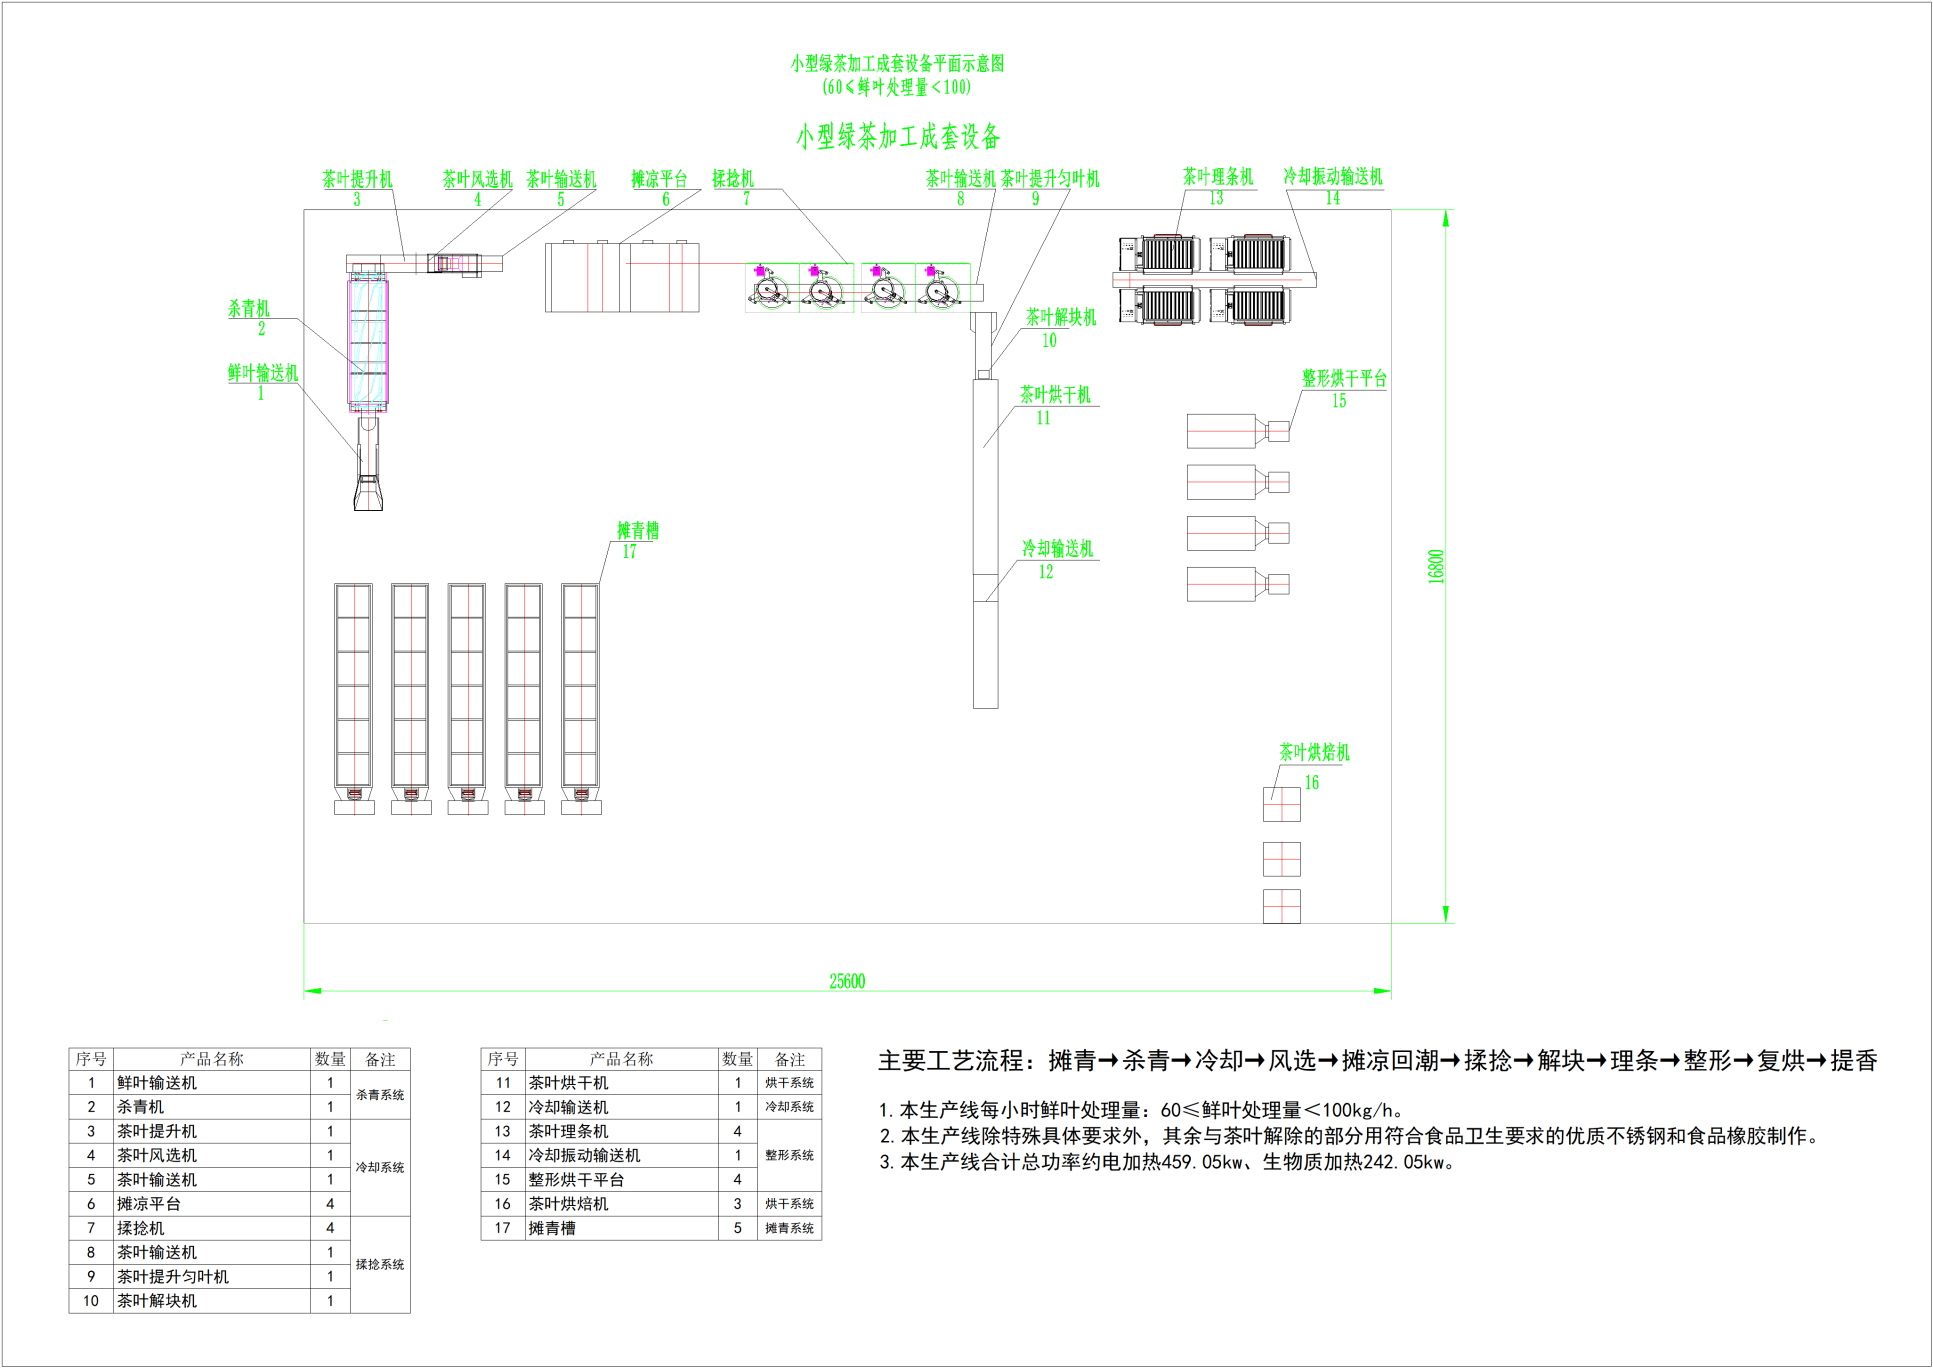 小型绿茶加工成套设备平面示意图
(60≤鲜叶处理量<100)
小型绿茶加工成套设备
茶叶提升机
3
茶叶风选机
4
茶叶输送机
5
摊凉平台
6
揉捻机
7
茶叶输送机
8
茶叶提升匀叶机
9
茶叶理条机
13
冷却振动输送机
14
杀青机
2
鲜叶输送机
1
茶叶解块机
10
茶叶烘干机
11
整形烘干平台
15
摊青槽
17
冷却输送机
12
16800
茶叶烘焙机
16
25600
序号 产品名称 数量 备注
1 鲜叶输送机 1 杀青系统
2 杀青机 1
3 茶叶提升机 1 冷却系统
4 茶叶风选机 1
5 茶叶输送机 1
6 摊凉平台 4
7 揉捻机 4 揉捻系统
8 茶叶输送机 1
9 茶叶提升匀叶机 1
10 茶叶解块机 1
序号 产品名称 数量 备注
11 茶叶烘干机 1 烘干系统
12 冷却输送机 1 冷却系统
13 茶叶理条机 4 整形系统
14 冷却振动输送机 1
15 整形烘干平台 4
16 茶叶烘焙机 3 烘干系统
17 摊青槽 5 摊青系统
主要工艺流程：摊青→杀青→冷却→风选→摊凉回潮→揉捻→解块→理条→整形→复烘→提香
1.本生产线每小时鲜叶处理量：60≤鲜叶处理量＜100kg/h。
2.本生产线除特殊具体要求外，其余与茶叶解除的部分用符合食品卫生要求的优质不锈钢和食品橡胶制作。
3.本生产线合计总功率约电加热459.05kw、生物质加热242.05kw。